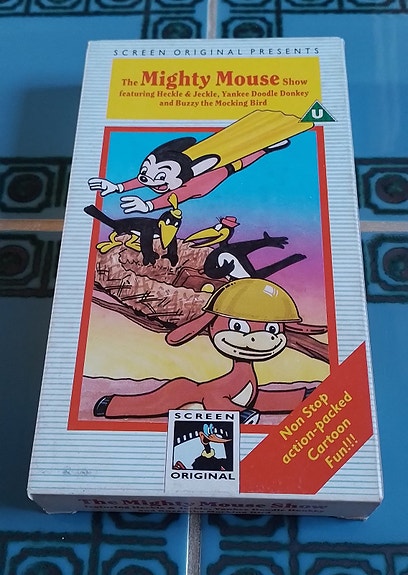 SCREEN ORIGINAL PRESENTS
The Mighty Mouse Show
featuring Heckle & Jeckle, Yankee Doodle Donkey
and Buzzy the Mocking Bird
U
Non Stop
action-packed
Cartoon
Fun!!!
SCREEN
ORIGINAL
The Mighty Mouse Show